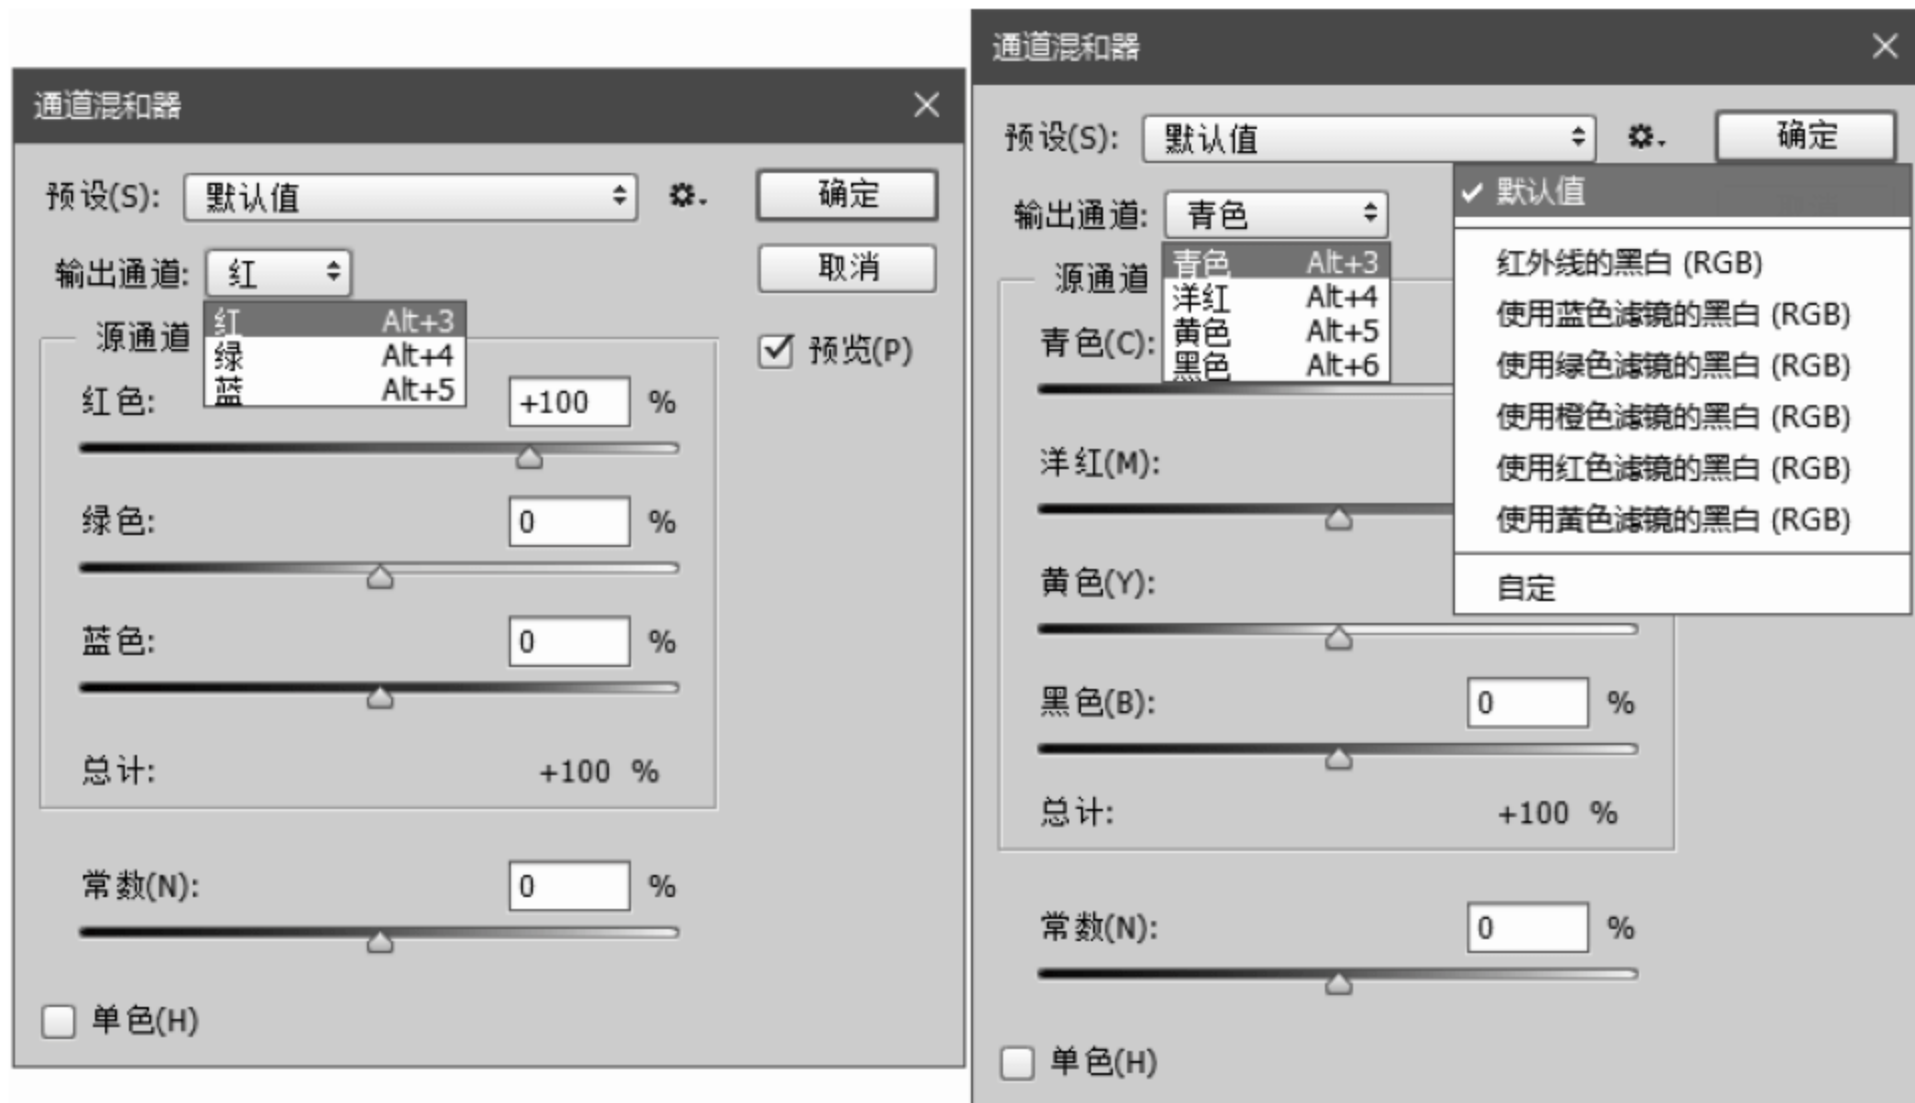 通道混和器
预设(S): 默认值
确定
输出通道: 红
取消
源通道
红 Alt+3
绿 Alt+4
蓝 Alt+5
预览(P)
红色: +100 %
绿色: 0 %
蓝色: 0 %
总计: +100 %
常数(N): 0 %
单色(H)
通道混和器
预设(S): 默认值
确定
默认值
红外线的黑白 (RGB)
使用蓝色滤镜的黑白 (RGB)
使用绿色滤镜的黑白 (RGB)
使用橙色滤镜的黑白 (RGB)
使用红色滤镜的黑白 (RGB)
使用黄色滤镜的黑白 (RGB)
自定
输出通道: 青色
源通道
青色 Alt+3
洋红 Alt+4
黄色 Alt+5
黑色 Alt+6
青色(C):
洋红(M):
黄色(Y):
黑色(B): 0 %
总计: +100 %
常数(N): 0 %
单色(H)